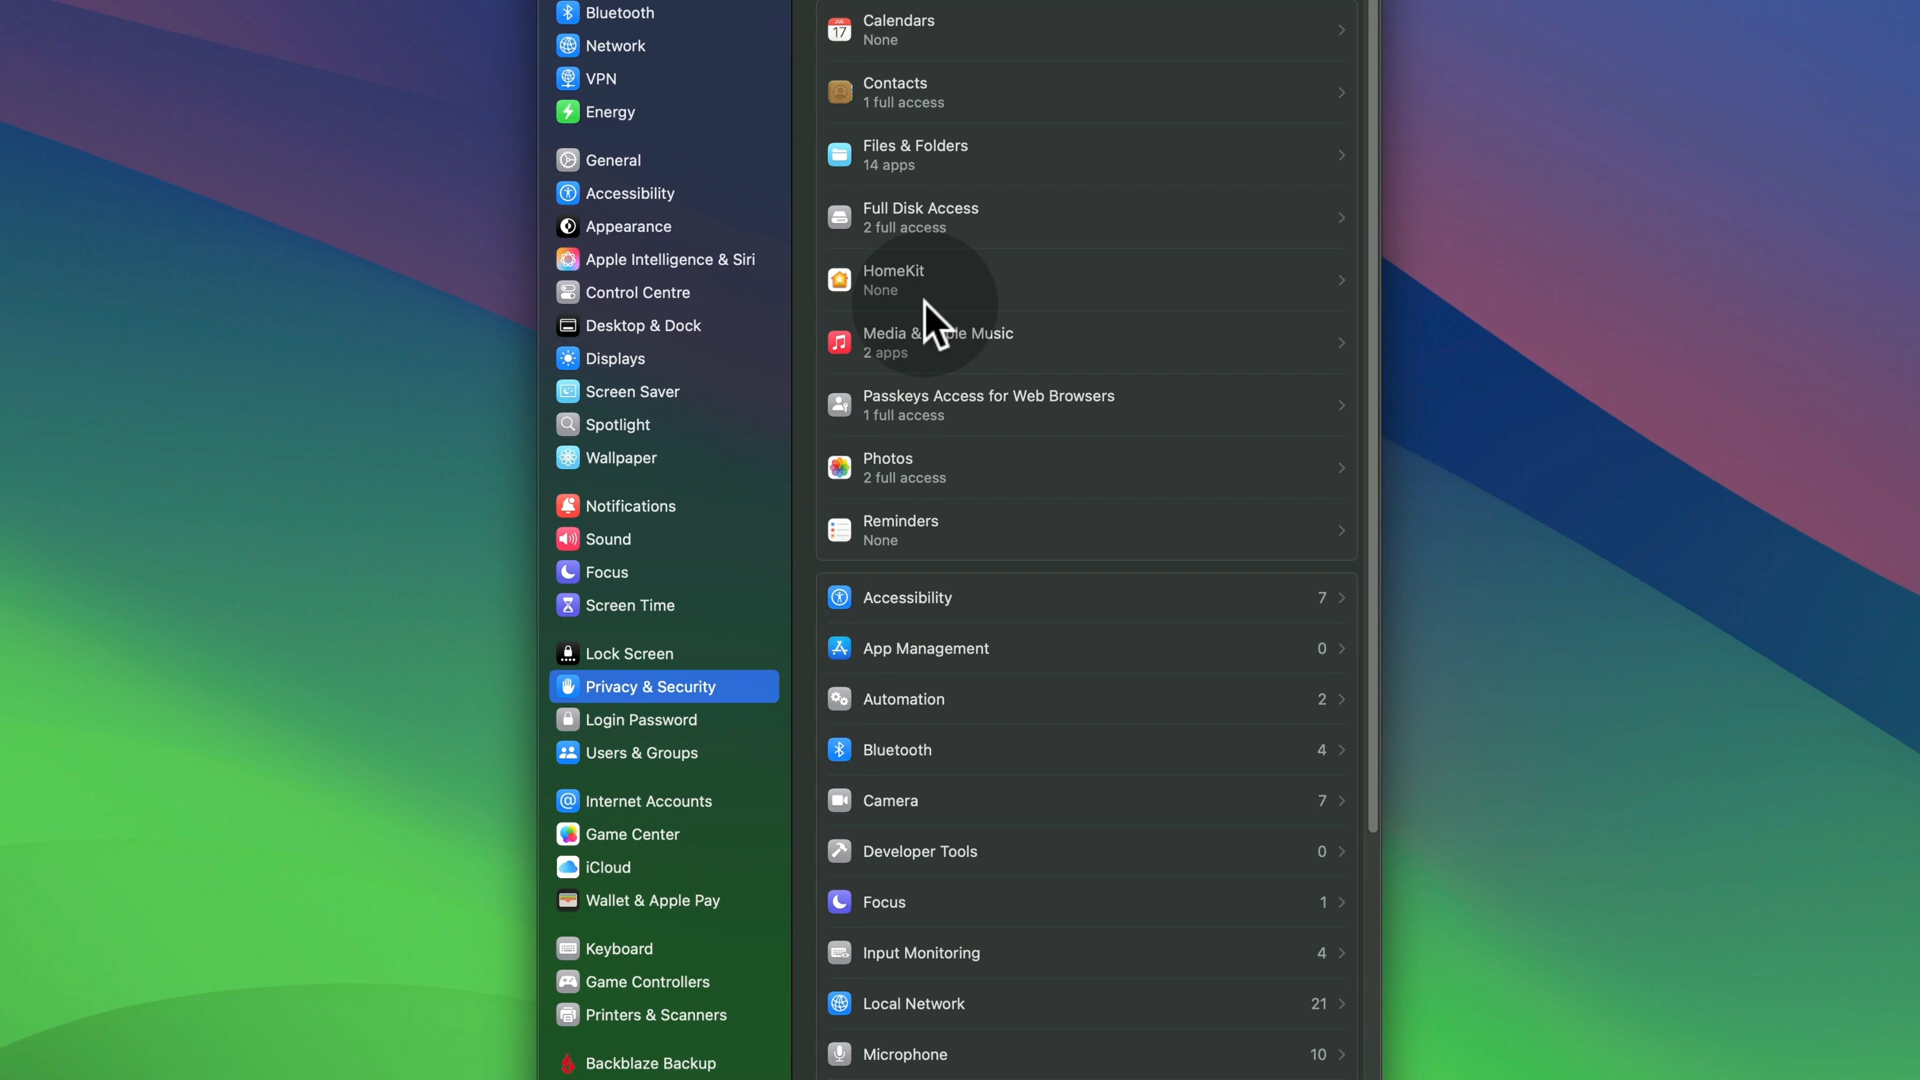 Bluetooth
Network
VPN
Energy
General
Accessibility
Appearance
Apple Intelligence & Siri
Control Centre
Desktop & Dock
Displays
Screen Saver
Spotlight
Wallpaper
Notifications
Sound
Focus
Screen Time
Lock Screen
Privacy & Security
Login Password
Users & Groups
Internet Accounts
Game Center
iCloud
Wallet & Apple Pay
Keyboard
Game Controllers
Printers & Scanners
Backblaze Backup
JUL
17
Calendars
None
Contacts
1 full access
Files & Folders
14 apps
Full Disk Access
2 full access
HomeKit
None
Media & Music
2 apps
Passkeys Access for Web Browsers
1 full access
Photos
2 full access
Reminders
None
Accessibility 7
App Management 0
Automation 2
Bluetooth 4
Camera 7
Developer Tools 0
Focus 1
Input Monitoring 4
Local Network 21
Microphone 10